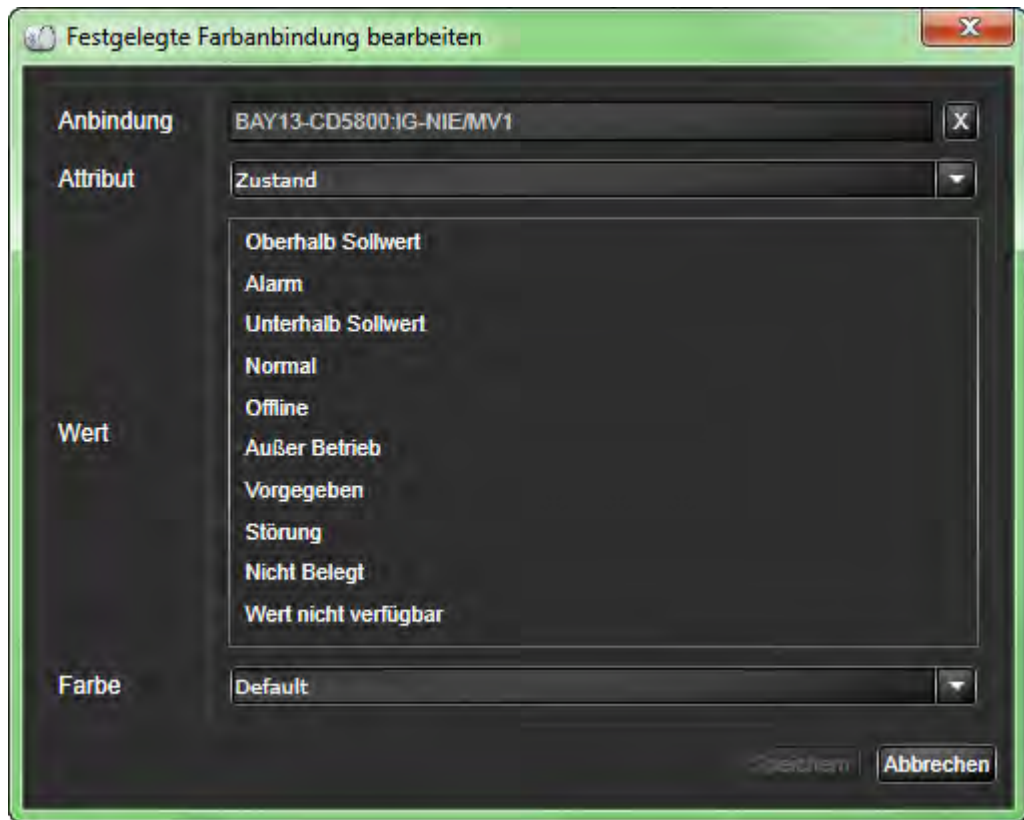 Festgelegte Farbanbindung bearbeiten
X
Anbindung BAY13-CD5800:IG-NIE/MV1 X
Attribut Zustand
Wert
Oberhalb Sollwert
Alarm
Unterhalb Sollwert
Normal
Offline
Außer Betrieb
Vorgegeben
Störung
Nicht Belegt
Wert nicht verfügbar
Farbe Default
Speichern Abbrechen